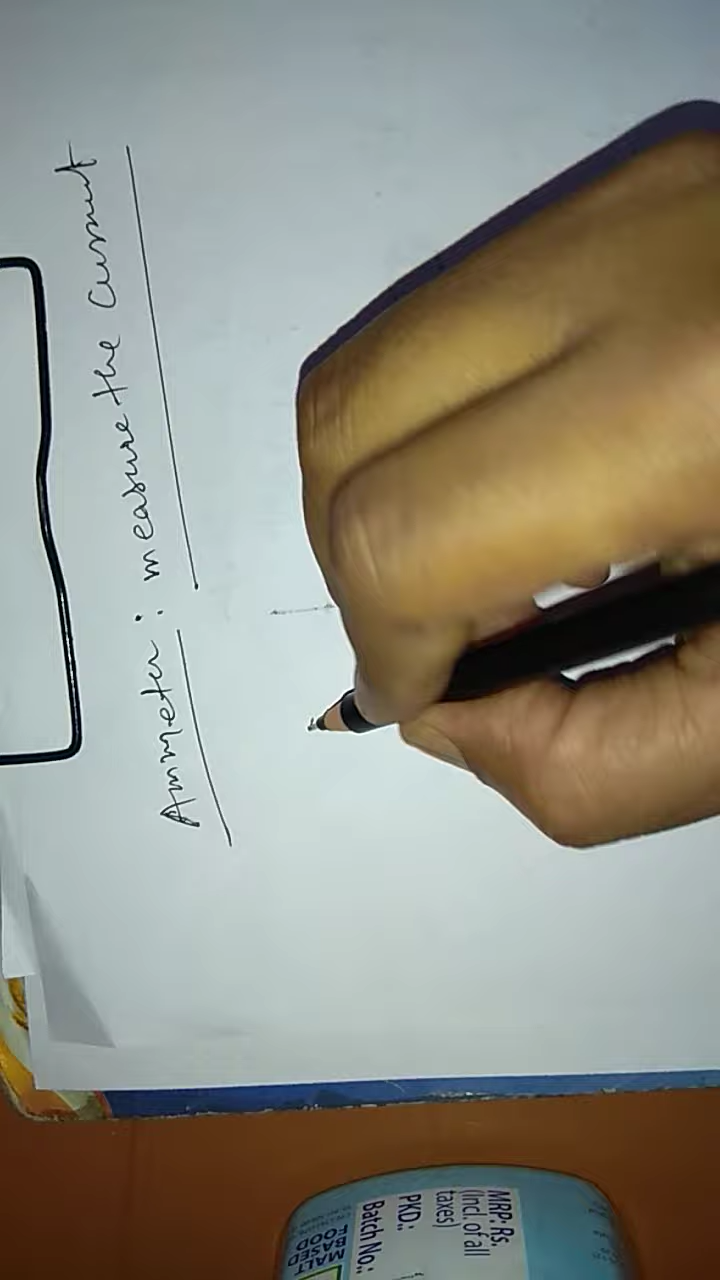 Ammeter : measure the current
MRP: Rs.
(Incl. of all
taxes)
PKD.:
Batch No.:
MALT
BASED
FOOD